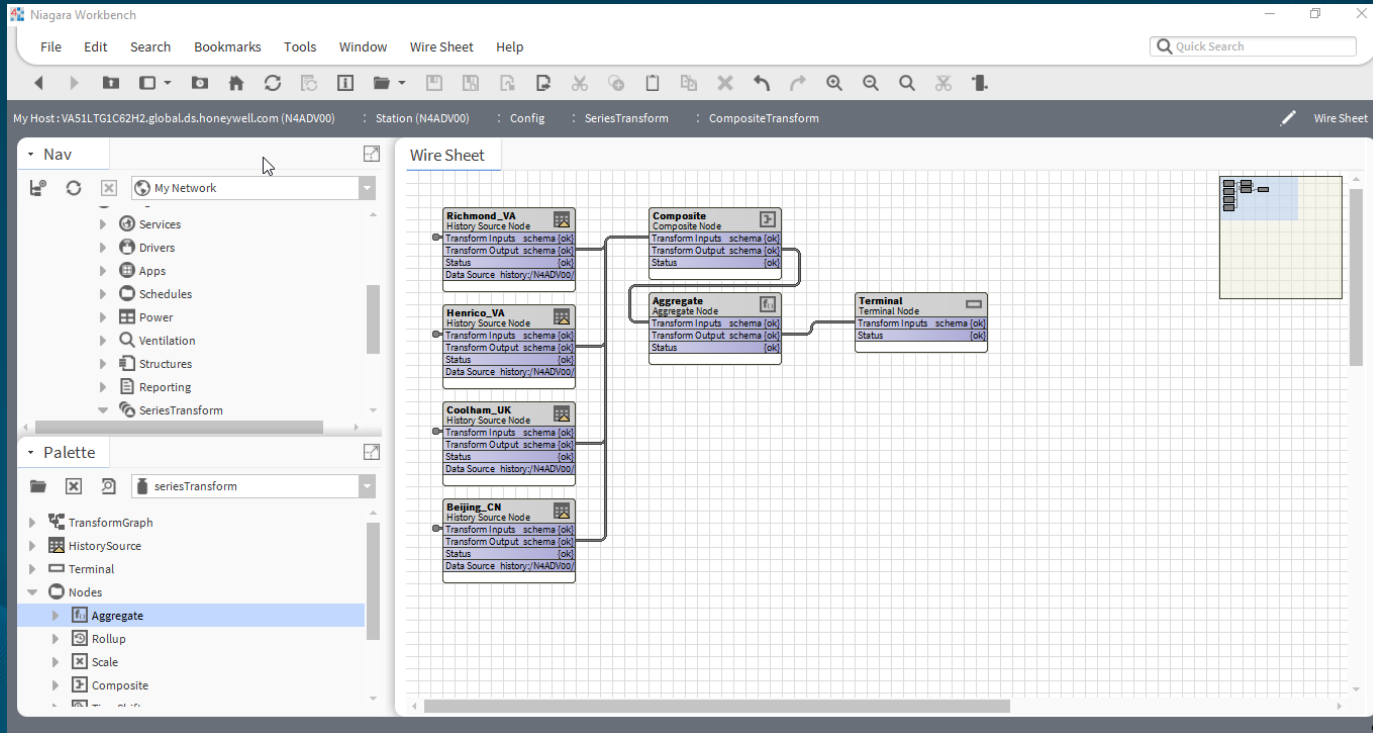 Niagara Workbench
File Edit Search Bookmarks Tools Window Wire Sheet Help
Quick Search
My Host : VA51LTG1C62H2.global.ds.honeywell.com (N4ADV00) : Station (N4ADV00) : Config : SeriesTransform : CompositeTransform
Wire Sheet
Nav
My Network
Services
Drivers
Apps
Schedules
Power
Ventilation
Structures
Reporting
SeriesTransform
Palette
seriesTransform
TransformGraph
HistorySource
Terminal
Nodes
Aggregate
Rollup
Scale
Composite
Wire Sheet
Richmond_VA
History Source Node
Transform Inputs schema {ok}
Transform Output schema {ok}
Status {ok}
Data Source history:/N4ADV00/
Henrico_VA
History Source Node
Transform Inputs schema {ok}
Transform Output schema {ok}
Status {ok}
Data Source history:/N4ADV00/
Coolham_UK
History Source Node
Transform Inputs schema {ok}
Transform Output schema {ok}
Status {ok}
Data Source history:/N4ADV00/
Beijing_CN
History Source Node
Transform Inputs schema {ok}
Transform Output schema {ok}
Status {ok}
Data Source history:/N4ADV00/
Composite
Composite Node
Transform Inputs schema {ok}
Transform Output schema {ok}
Status {ok}
Aggregate
Aggregate Node
Transform Inputs schema {ok}
Transform Output schema {ok}
Status {ok}
Terminal
Terminal Node
Transform Inputs schema {ok}
Status {ok}